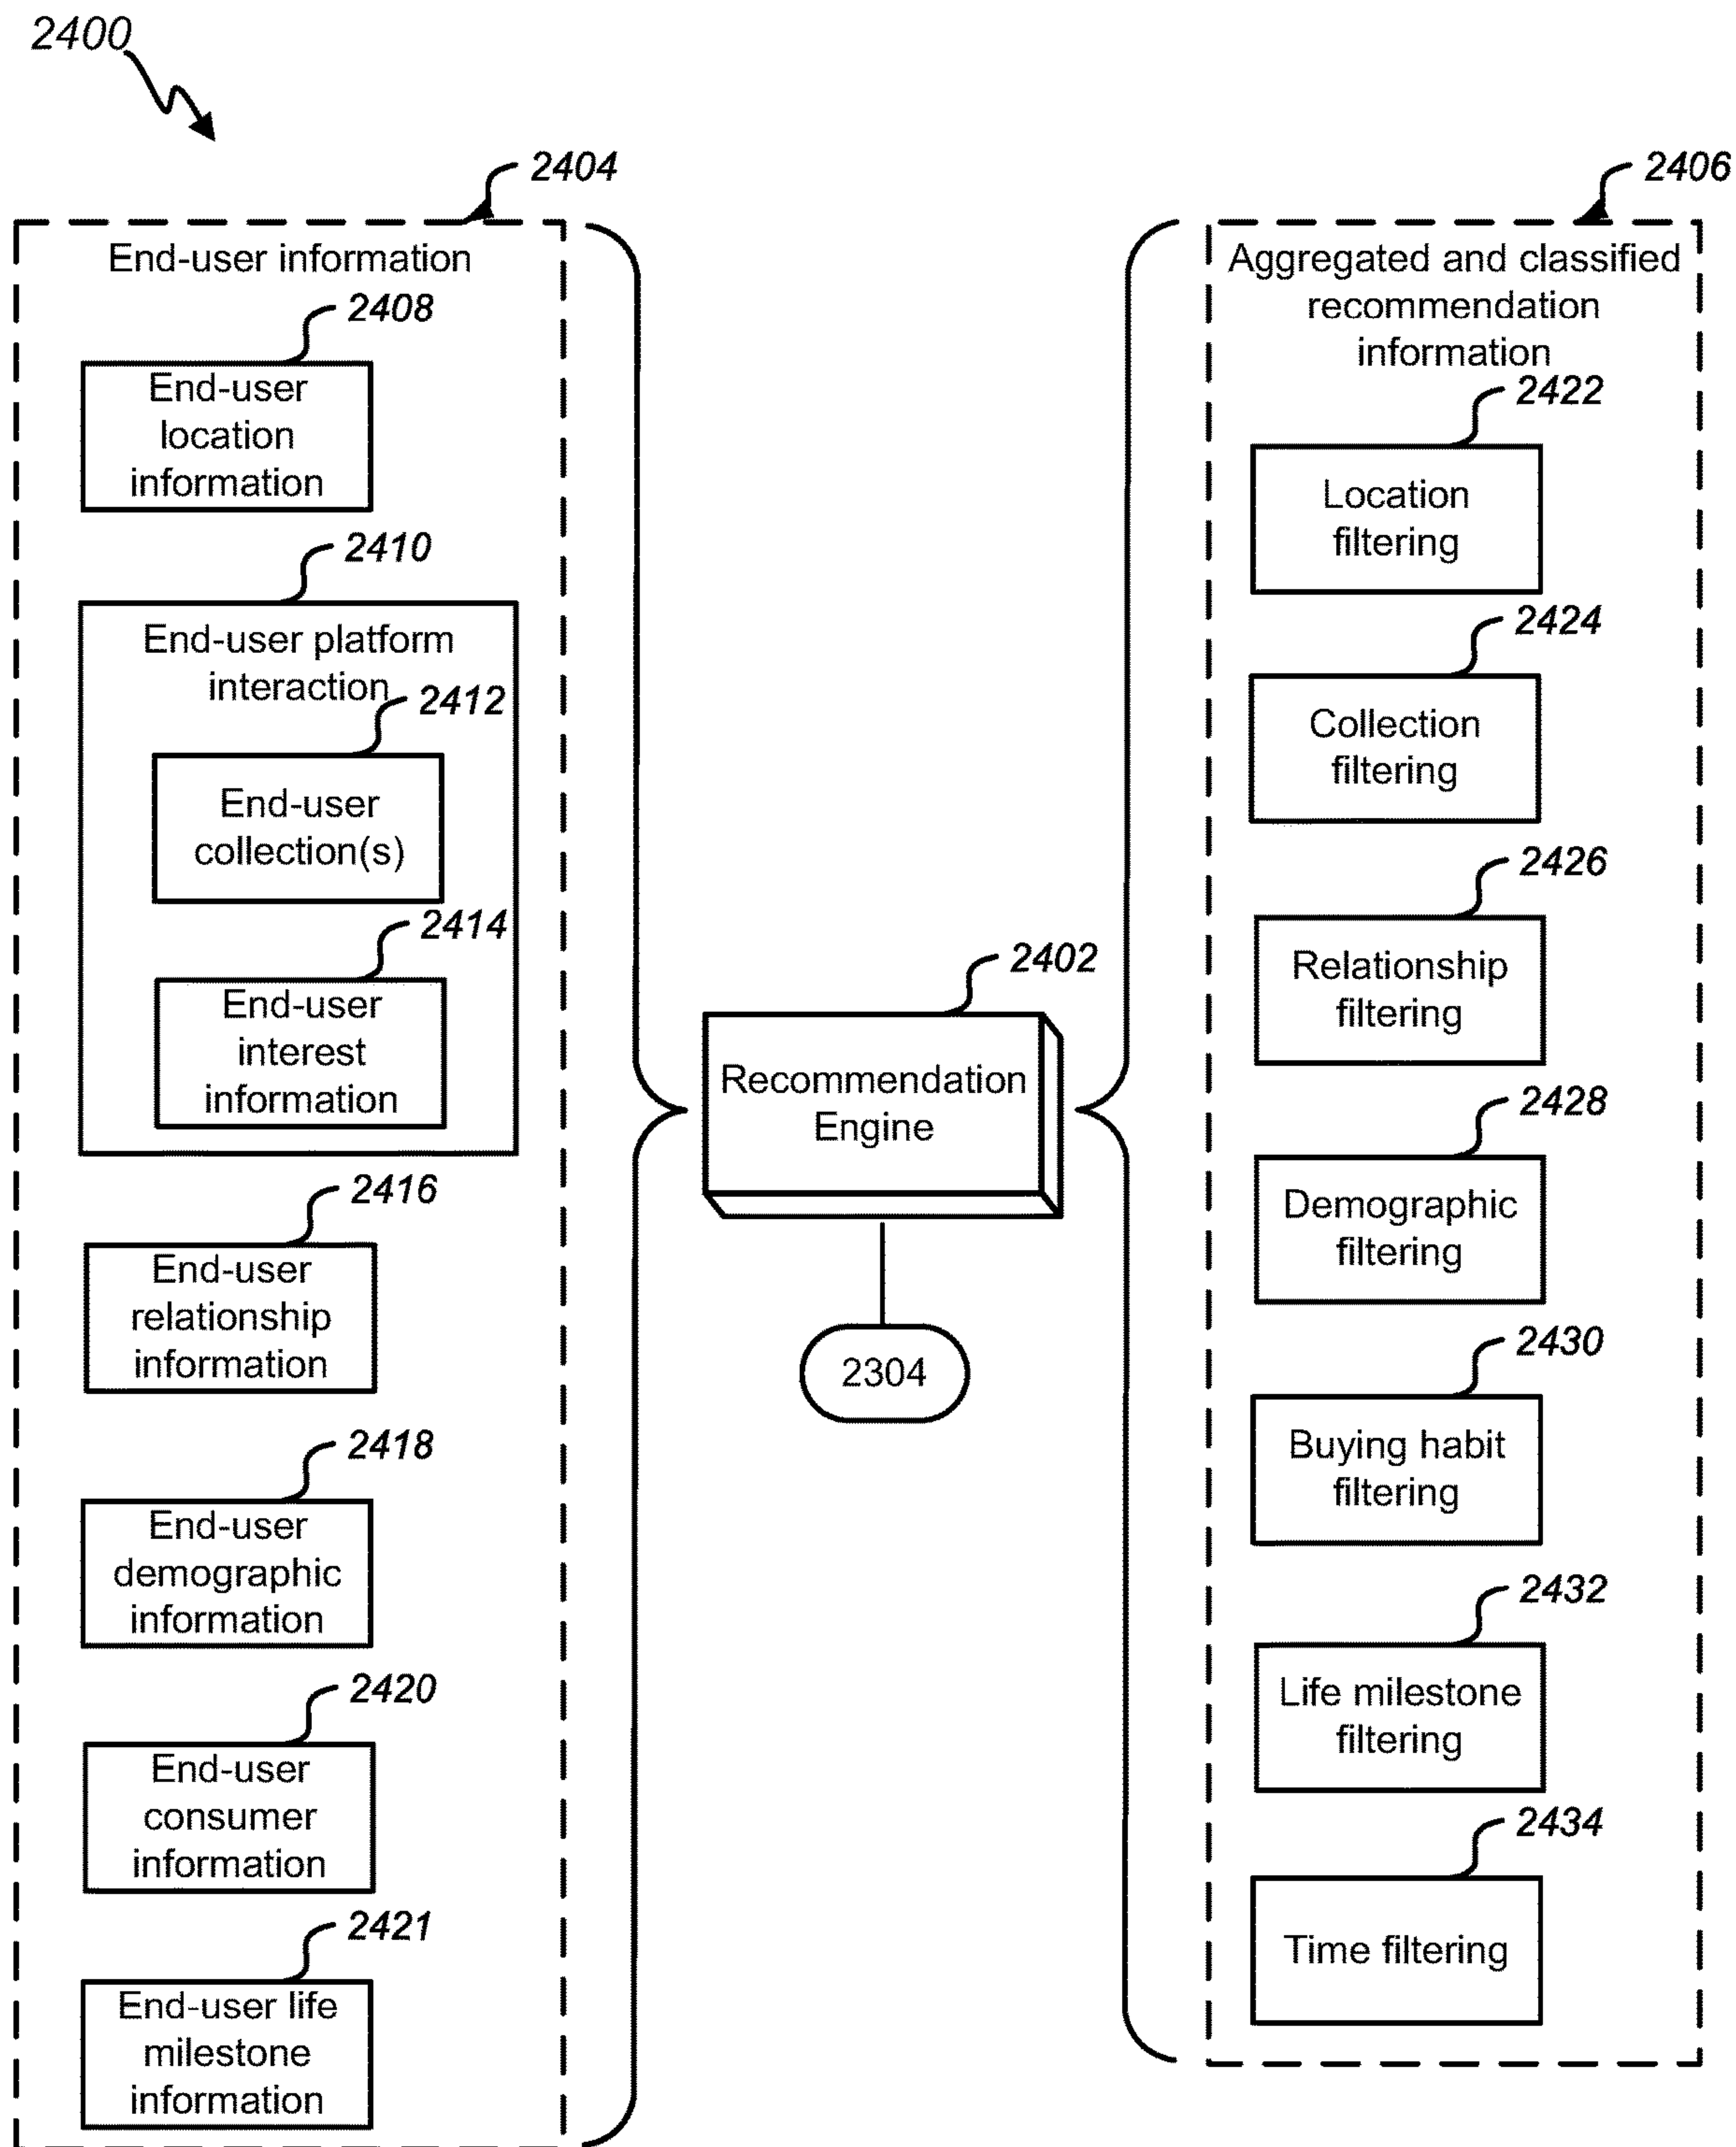 2400
2404
End-user information
2408
End-user
location
information
2410
End-user platform
interaction
2412
End-user
collection(s)
2414
End-user
interest
information
2416
End-user
relationship
information
2418
End-user
demographic
information
2420
End-user
consumer
information
2421
End-user life
milestone
information
2402
Recommendation
Engine
2304
2406
Aggregated and classified
recommendation
information
2422
Location
filtering
2424
Collection
filtering
2426
Relationship
filtering
2428
Demographic
filtering
2430
Buying habit
filtering
2432
Life milestone
filtering
2434
Time filtering